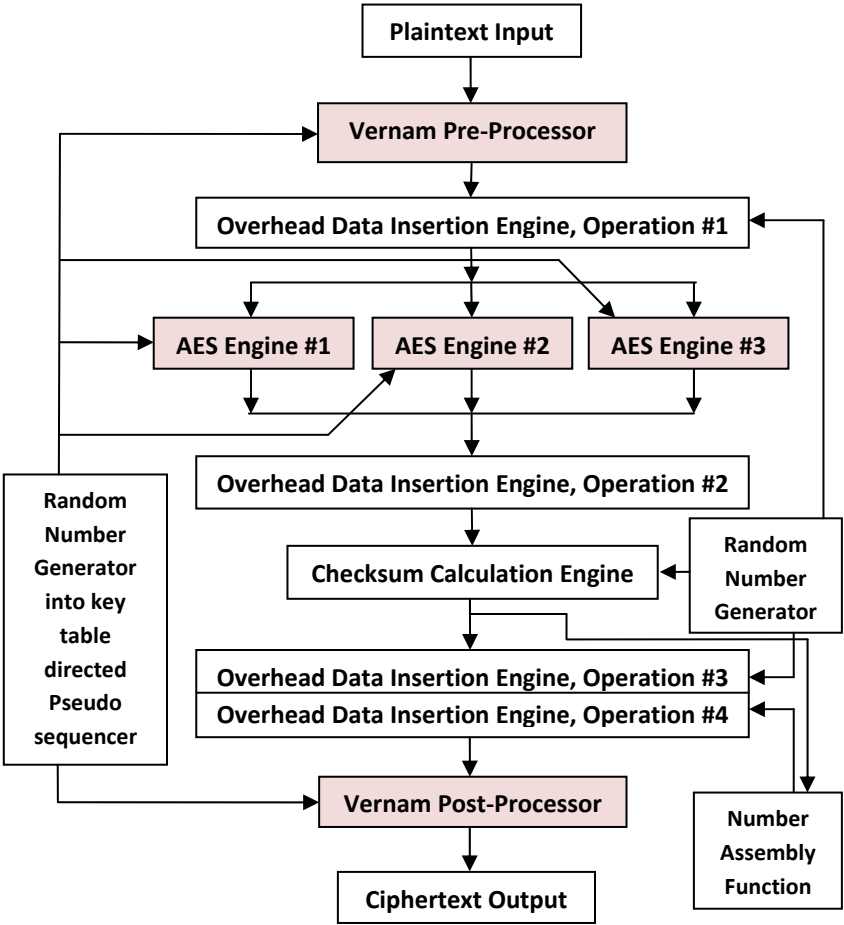 Plaintext Input
Vernam Pre-Processor
Overhead Data Insertion Engine, Operation #1
AES Engine #1
AES Engine #2
AES Engine #3
Overhead Data Insertion Engine, Operation #2
Random
Number
Generator
into key
table
directed
Pseudo
sequencer
Checksum Calculation Engine
Random
Number
Generator
Overhead Data Insertion Engine, Operation #3
Overhead Data Insertion Engine, Operation #4
Vernam Post-Processor
Number
Assembly
Function
Ciphertext Output